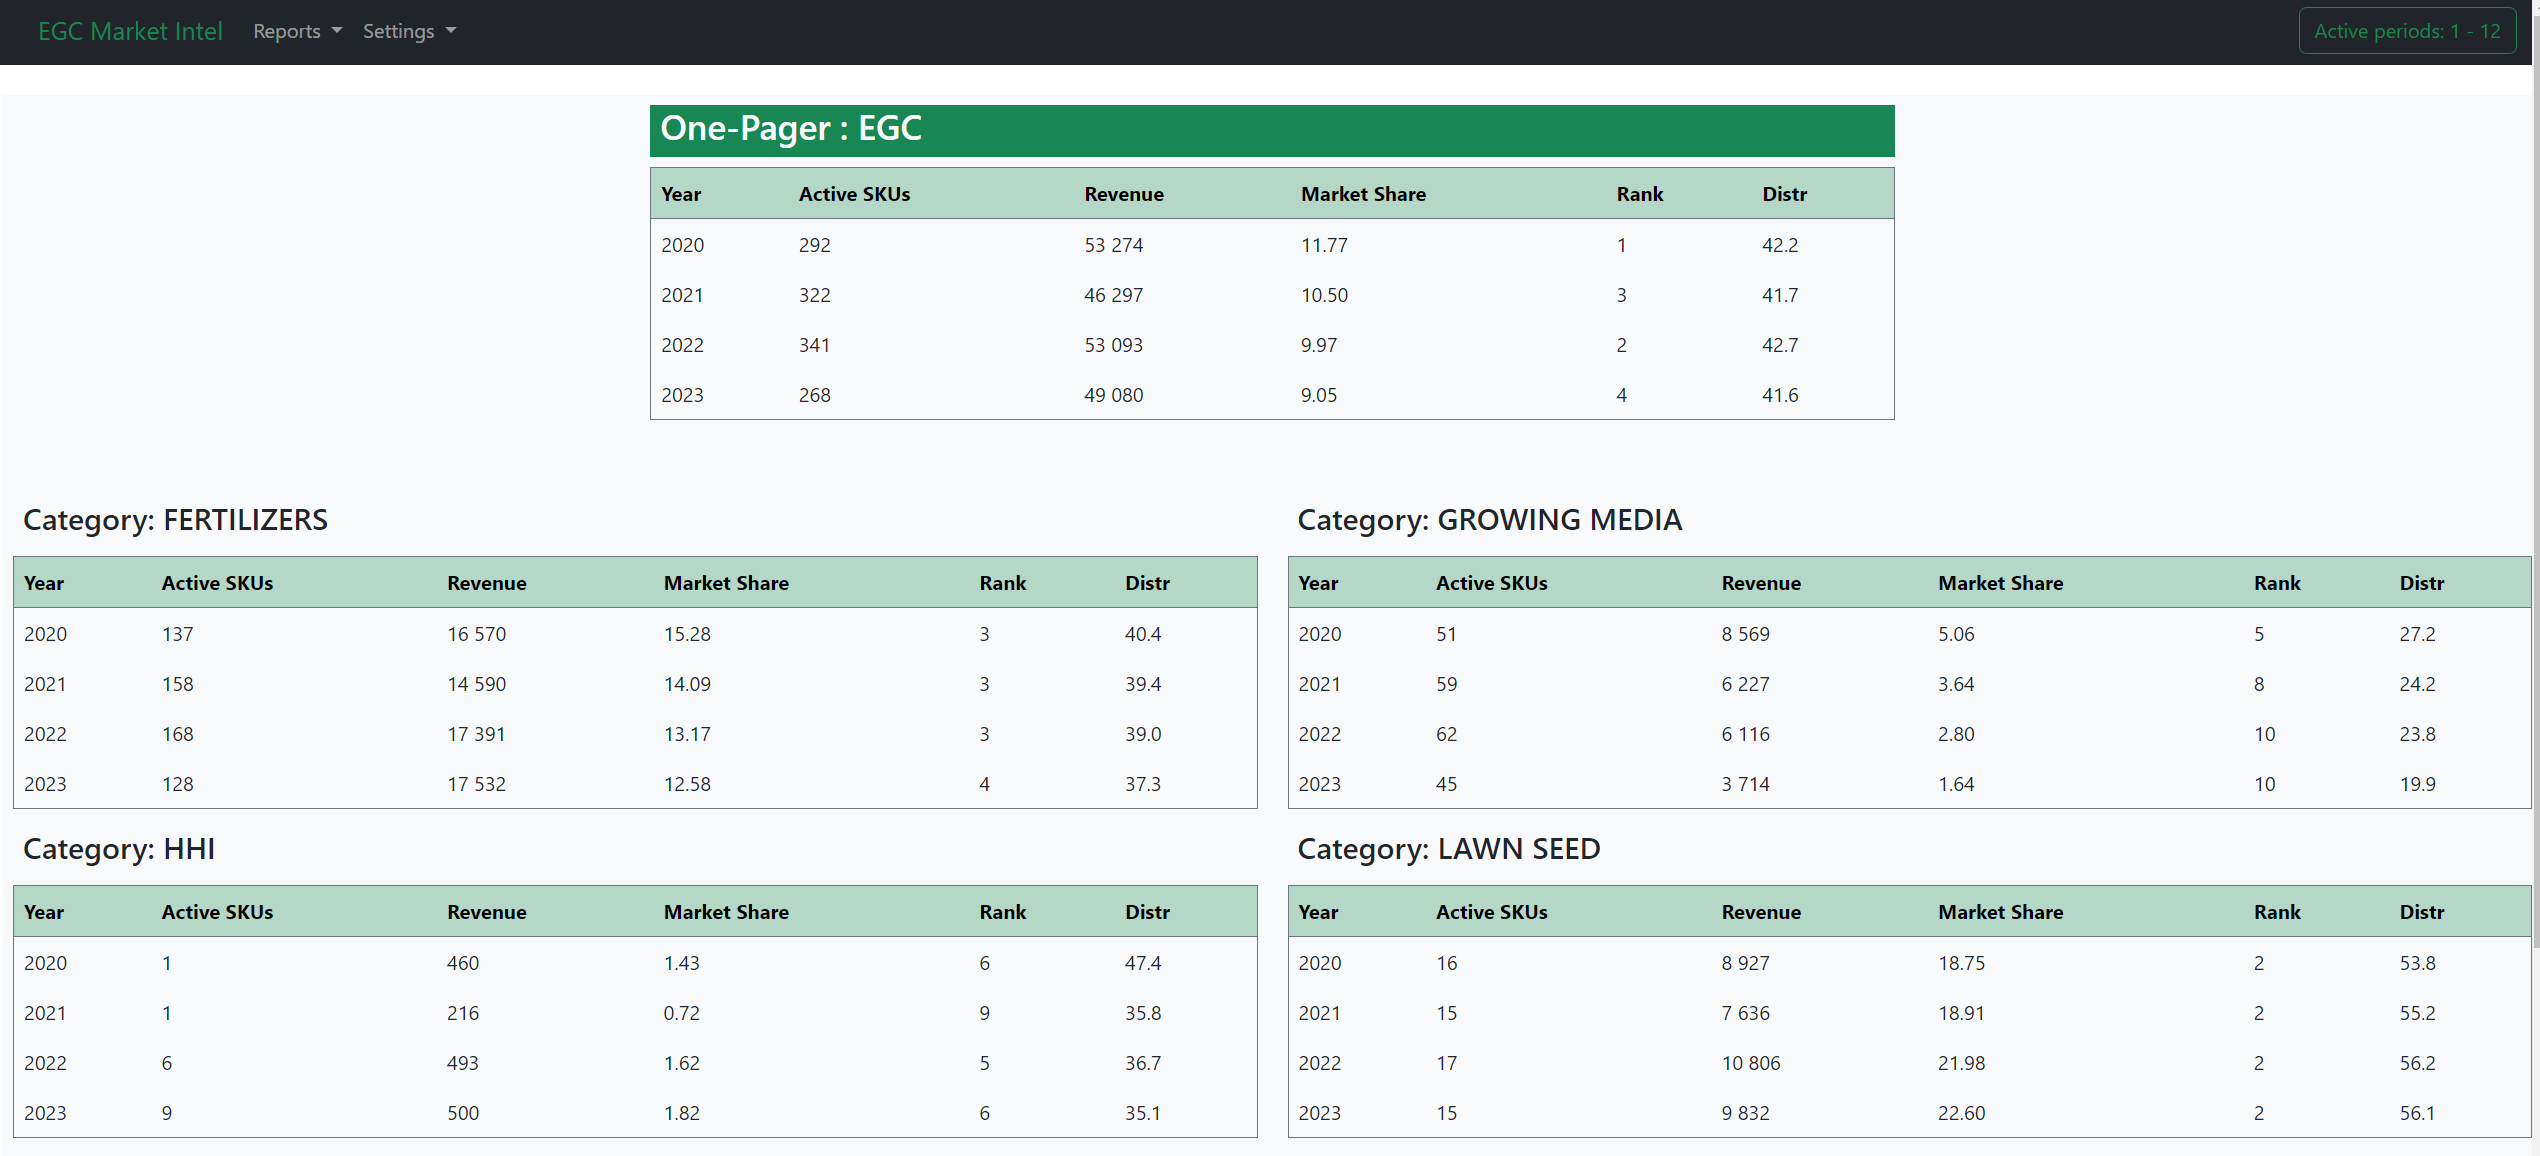 EGC Market Intel Reports Settings Active periods: 1 - 12
One-Pager : EGC
Year Active SKUs Revenue Market Share Rank Distr
2020 292 53 274 11.77 1 42.2
2021 322 46 297 10.50 3 41.7
2022 341 53 093 9.97 2 42.7
2023 268 49 080 9.05 4 41.6
Category: FERTILIZERS
Year Active SKUs Revenue Market Share Rank Distr
2020 137 16 570 15.28 3 40.4
2021 158 14 590 14.09 3 39.4
2022 168 17 391 13.17 3 39.0
2023 128 17 532 12.58 4 37.3
Category: GROWING MEDIA
Year Active SKUs Revenue Market Share Rank Distr
2020 51 8 569 5.06 5 27.2
2021 59 6 227 3.64 8 24.2
2022 62 6 116 2.80 10 23.8
2023 45 3 714 1.64 10 19.9
Category: HHI
Year Active SKUs Revenue Market Share Rank Distr
2020 1 460 1.43 6 47.4
2021 1 216 0.72 9 35.8
2022 6 493 1.62 5 36.7
2023 9 500 1.82 6 35.1
Category: LAWN SEED
Year Active SKUs Revenue Market Share Rank Distr
2020 16 8 927 18.75 2 53.8
2021 15 7 636 18.91 2 55.2
2022 17 10 806 21.98 2 56.2
2023 15 9 832 22.60 2 56.1